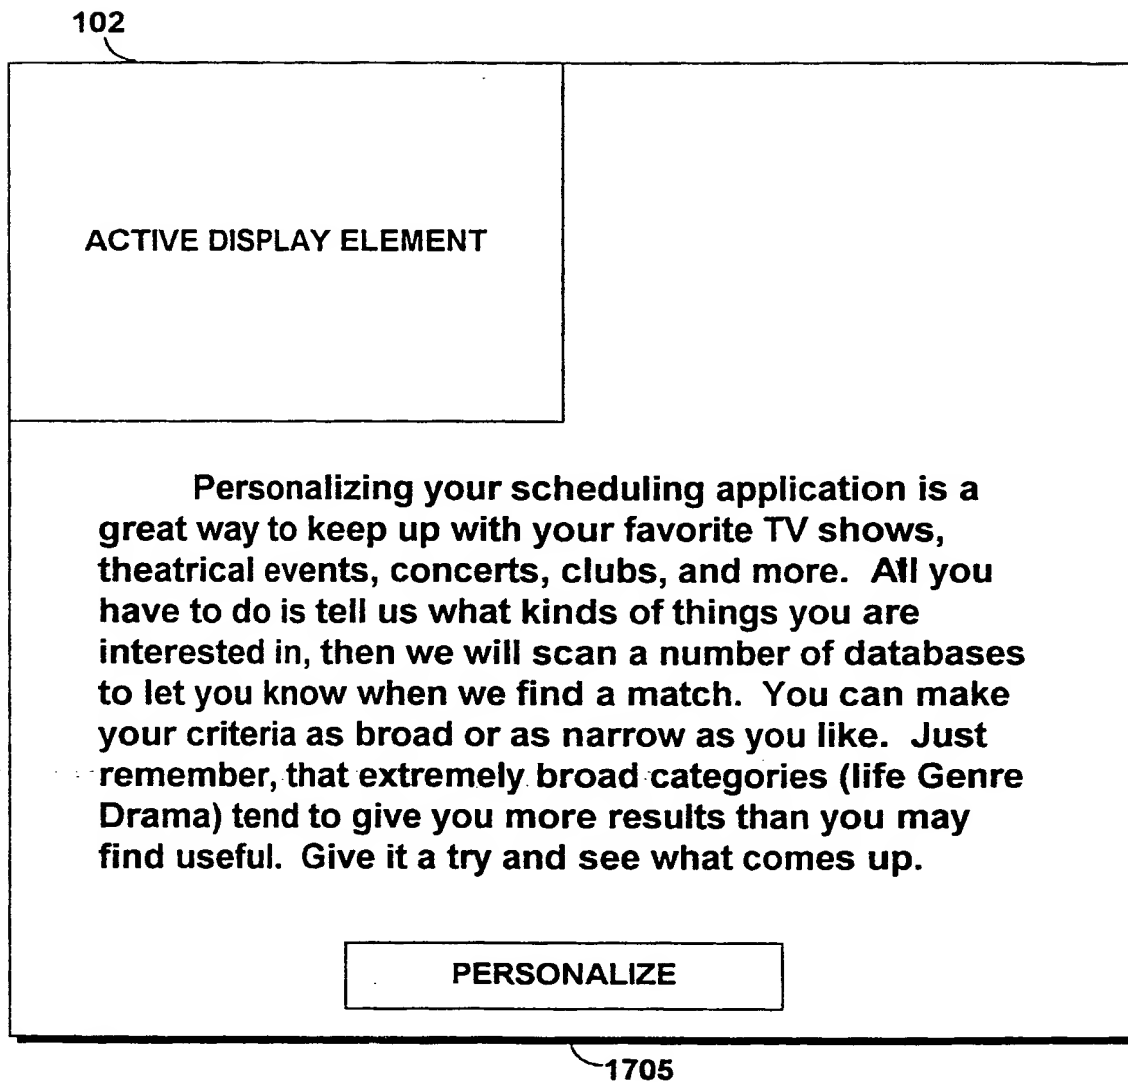 102
ACTIVE DISPLAY ELEMENT
Personalizing your scheduling application is a
great way to keep up with your favorite TV shows,
theatrical events, concerts, clubs, and more. All you
have to do is tell us what kinds of things you are
interested in, then we will scan a number of databases
to let you know when we find a match. You can make
your criteria as broad or as narrow as you like. Just
remember, that extremely broad categories (life Genre
Drama) tend to give you more results than you may
find useful. Give it a try and see what comes up.
PERSONALIZE
1705